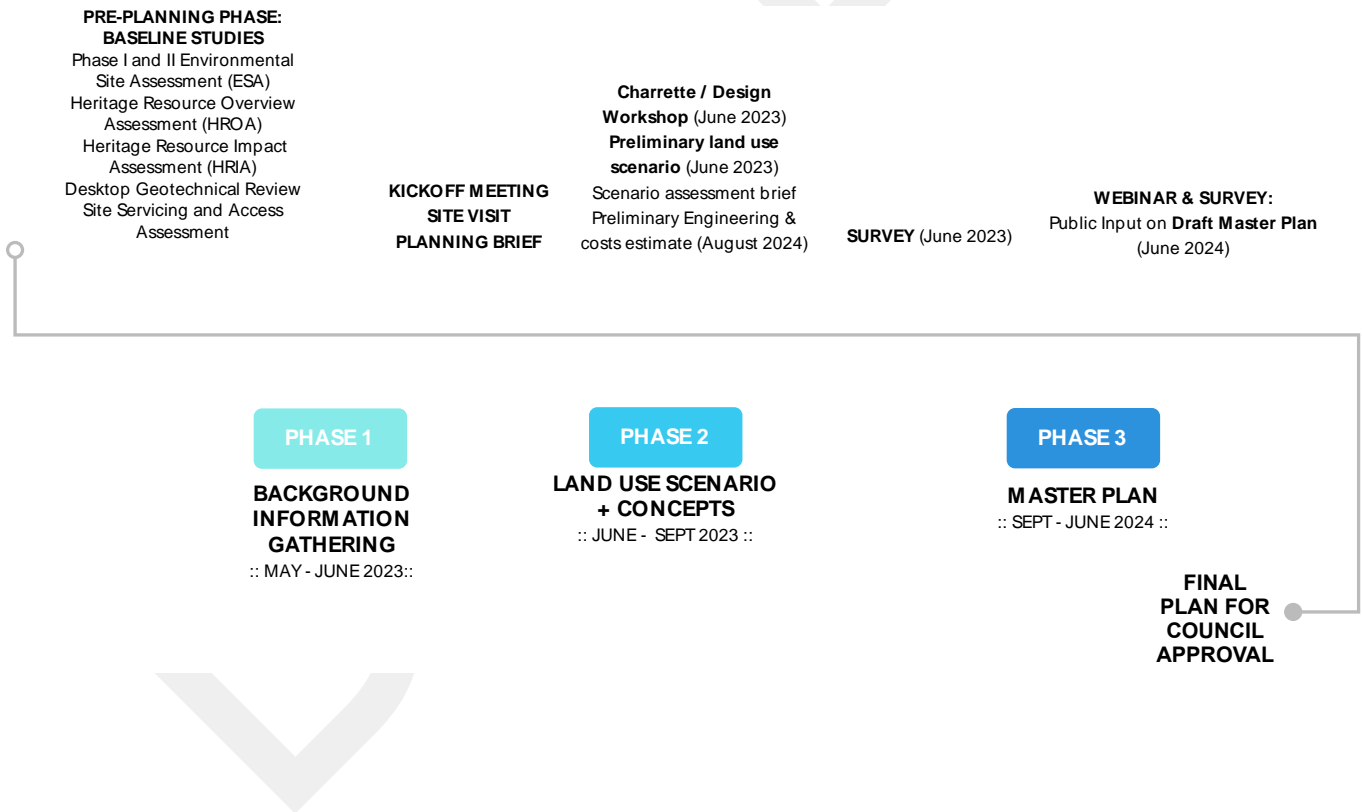 PRE-PLANNING PHASE:
BASELINE STUDIES
Phase I and II Environmental
Site Assessment (ESA)
Heritage Resource Overview
Assessment (HROA)
Heritage Resource Impact
Assessment (HRIA)
Desktop Geotechnical Review
Site Servicing and Access
Assessment
KICKOFF MEETING
SITE VISIT
PLANNING BRIEF
Charrette / Design
Workshop (June 2023)
Preliminary land use
scenario (June 2023)
Scenario assessment brief
Preliminary Engineering &
costs estimate (August 2024)
SURVEY (June 2023)
WEBINAR & SURVEY:
Public Input on Draft Master Plan
(June 2024)
PHASE 1
BACKGROUND
INFORMATION
GATHERING
:: MAY - JUNE 2023::
PHASE 2
LAND USE SCENARIO
+ CONCEPTS
:: JUNE - SEPT 2023 ::
PHASE 3
MASTER PLAN
:: SEPT - JUNE 2024 ::
FINAL
PLAN FOR
COUNCIL
APPROVAL